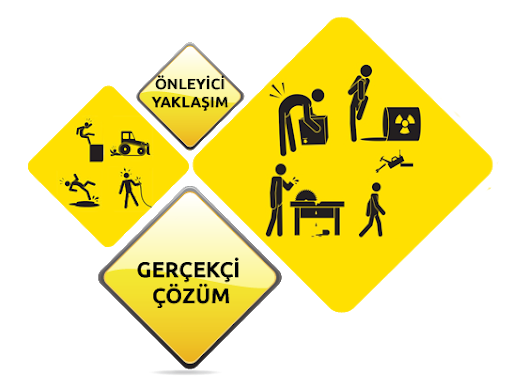 ÖNLEYİCİ
YAKLAŞIM
GERÇEKÇİ
ÇÖZÜM